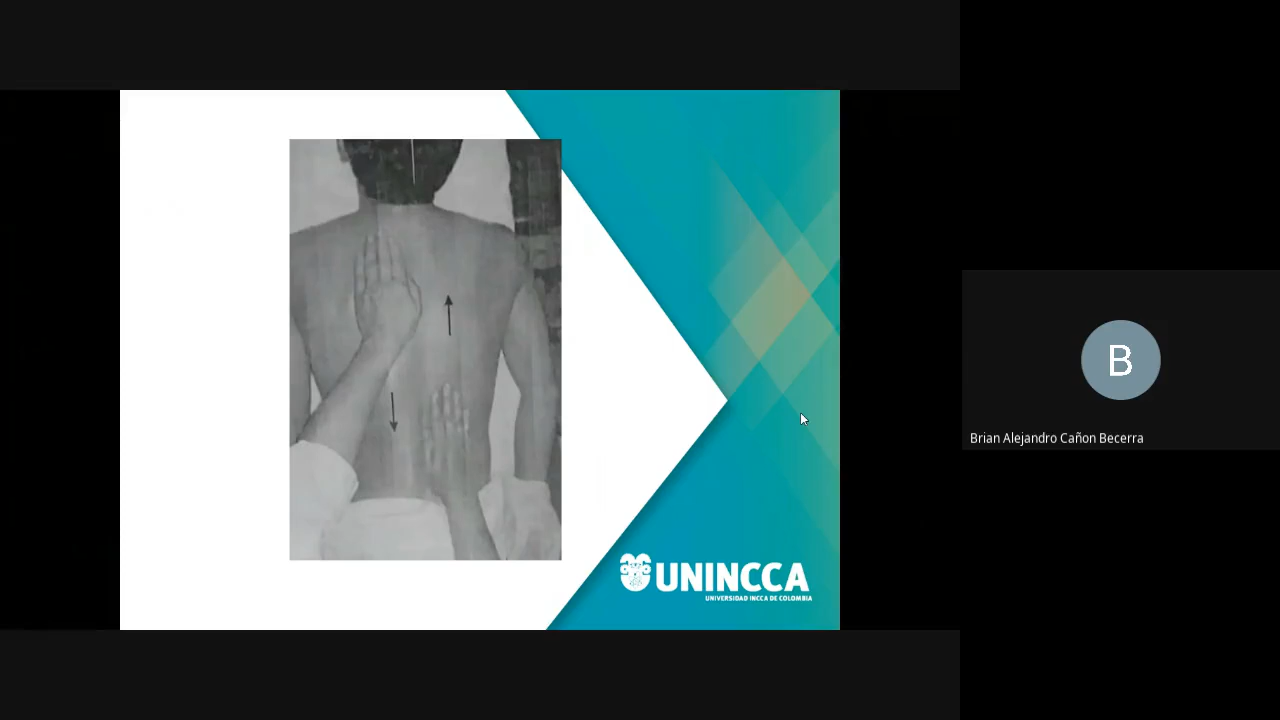 UNINCCA
UNIVERSIDAD INCCA DE COLOMBIA
B
Brian Alejandro Cañon Becerra